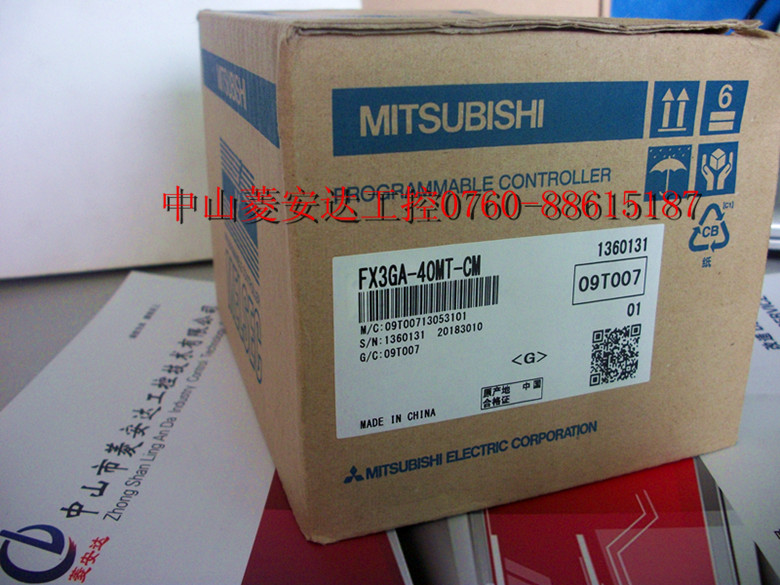 MITSUBISHI
6
PROGRAMMABLE CONTROLLER
中山菱安达工控0760-88615187
CB
纸
FX3GA-40MT-CM
1360131
M/C:09T00713053101
09T007
S/N:1360131 20183010
01
G/C:09T007
<G>
原产地 中国
合格证
MADE IN CHINA
MITSUBISHI ELECTRIC CORPORATION
中山市菱安达工控技术有限公司
Zhong Shan Ling An Da Industry Control Technology
菱安达